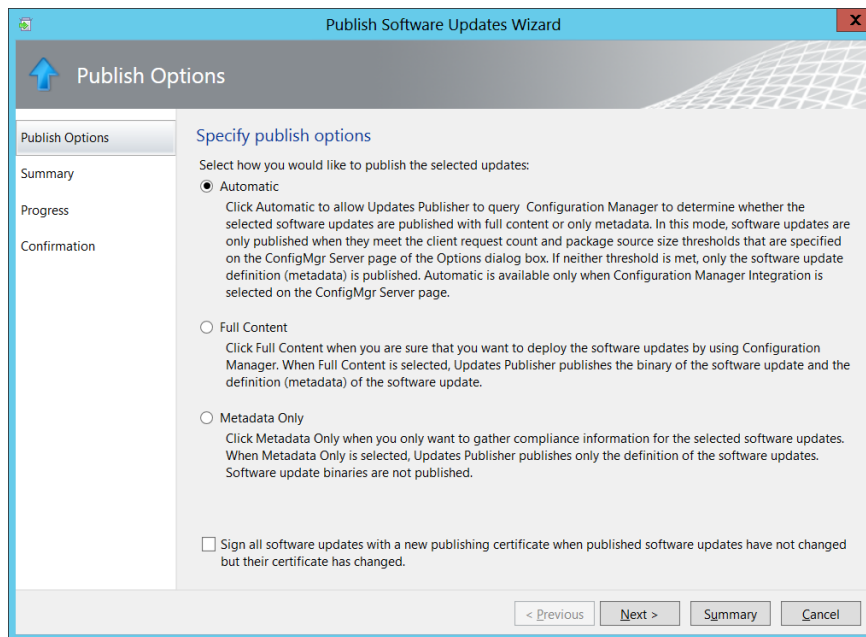 Publish Software Updates Wizard
x
Publish Options
Publish Options
Summary
Progress
Confirmation
Specify publish options
Select how you would like to publish the selected updates:
Automatic
Click Automatic to allow Updates Publisher to query  Configuration Manager to determine whether the
selected software updates are published with full content or only metadata. In this mode, software updates are
only published when they meet the client request count and package source size thresholds that are specified
on the ConfigMgr Server page of the Options dialog box. If neither threshold is met, only the software update
definition (metadata) is published. Automatic is available only when Configuration Manager Integration is
selected on the ConfigMgr Server page.
Full Content
Click Full Content when you are sure that you want to deploy the software updates by using Configuration
Manager. When Full Content is selected, Updates Publisher publishes the binary of the software update and the
definition (metadata) of the software update.
Metadata Only
Click Metadata Only when you only want to gather compliance information for the selected software updates.
When Metadata Only is selected, Updates Publisher publishes only the definition of the software updates.
Software update binaries are not published.
Sign all software updates with a new publishing certificate when published software updates have not changed
but their certificate has changed.
< Previous
Next >
Summary
Cancel